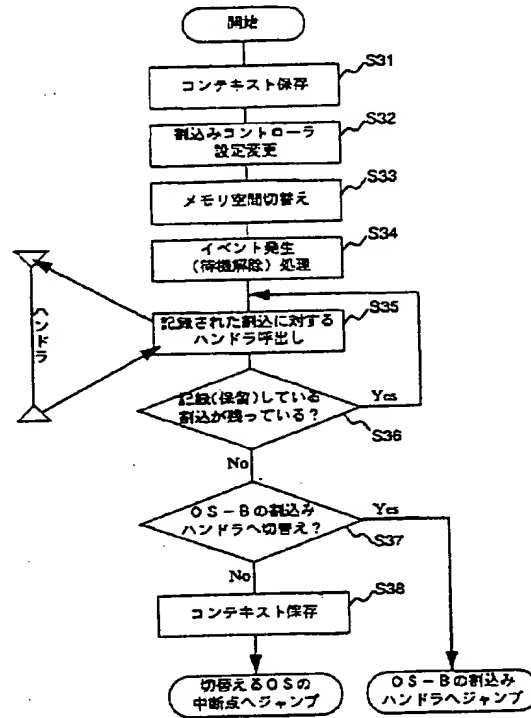 開始
コンテキスト保存
S31
割込みコントローラ
設定変更
S32
メモリ空間切替え
S33
イベント発生
(待機解除)処理
S34
ハンドラ
記録された割込に対する
ハンドラ呼出し
S35
記録(保留)している
割込が残っている?
Yes
S36
No
OS-Bの割込み
ハンドラへ切替え?
Yes
S37
No
コンテキスト保存
S38
切替えるOSの
中断点へジャンプ
OS-Bの割込み
ハンドラへジャンプ